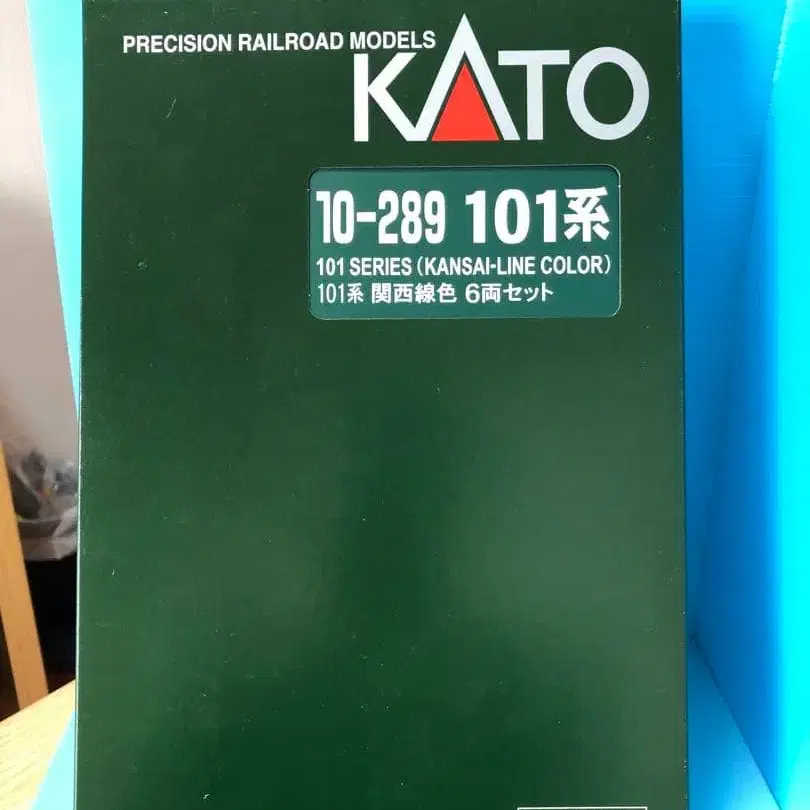 PRECISION RAILROAD MODELS
KATO
10-289 101系
101 SERIES (KANSAI-LINE COLOR)
101系 関西線色 6両セット